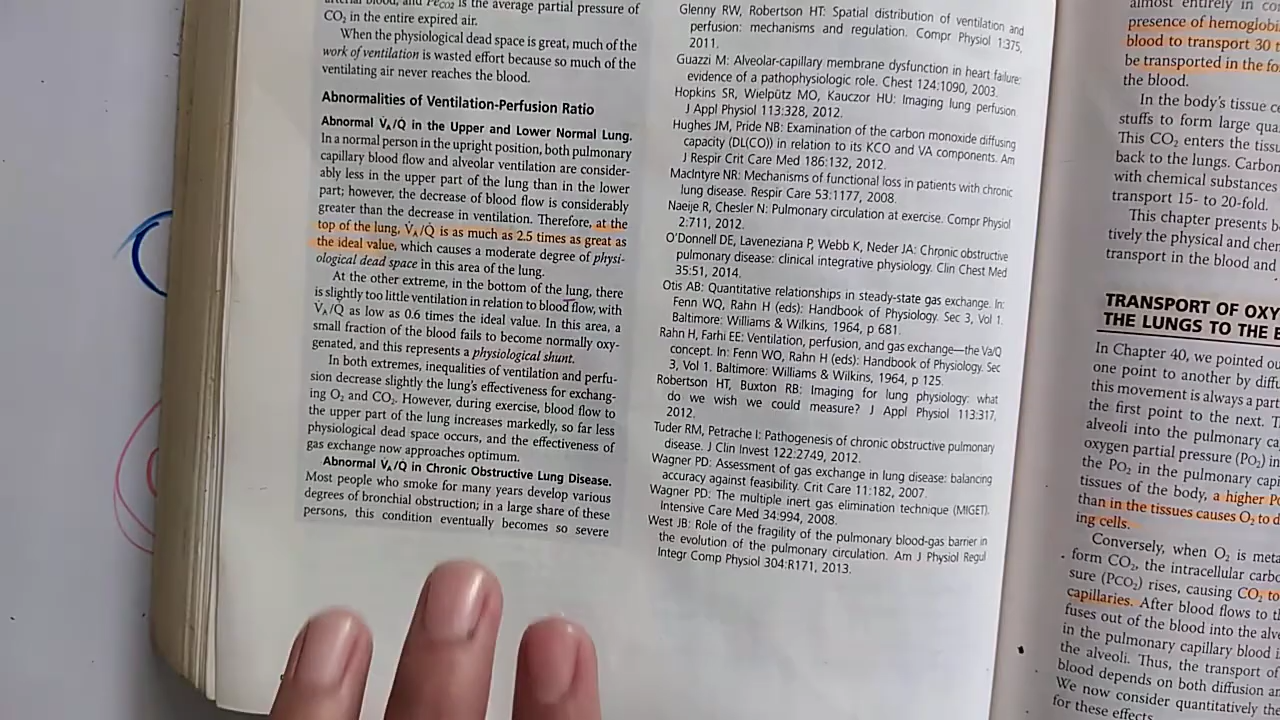 arterial blood, and Pe̅CO2 is the average partial pressure of
CO2 in the entire expired air.
When the physiological dead space is great, much of the
work of ventilation is wasted effort because so much of the
ventilating air never reaches the blood.
Abnormalities of Ventilation-Perfusion Ratio
Abnormal V̇A/Q̇ in the Upper and Lower Normal Lung.
In a normal person in the upright position, both pulmonary
capillary blood flow and alveolar ventilation are consider-
ably less in the upper part of the lung than in the lower
part; however, the decrease of blood flow is considerably
greater than the decrease in ventilation. Therefore, at the
top of the lung, V̇A/Q̇ is as much as 2.5 times as great as
the ideal value, which causes a moderate degree of physi-
ological dead space in this area of the lung.
At the other extreme, in the bottom of the lung, there
is slightly too little ventilation in relation to blood flow, with
V̇A/Q̇ as low as 0.6 times the ideal value. In this area, a
small fraction of the blood fails to become normally oxy-
genated, and this represents a physiological shunt.
In both extremes, inequalities of ventilation and perfu-
sion decrease slightly the lung's effectiveness for exchang-
ing O2 and CO2. However, during exercise, blood flow to
the upper part of the lung increases markedly, so far less
physiological dead space occurs, and the effectiveness of
gas exchange now approaches optimum.
Abnormal V̇A/Q̇ in Chronic Obstructive Lung Disease.
Most people who smoke for many years develop various
degrees of bronchial obstruction; in a large share of these
persons, this condition eventually becomes so severe
Glenny RW, Robertson HT: Spatial distribution of ventilation and
perfusion: mechanisms and regulation. Compr Physiol 1:375,
2011.
Guazzi M: Alveolar-capillary membrane dysfunction in heart failure:
evidence of a pathophysiologic role. Chest 124:1090, 2003.
Hopkins SR, Wielpütz MO, Kauczor HU: Imaging lung perfusion.
J Appl Physiol 113:328, 2012.
Hughes JM, Pride NB: Examination of the carbon monoxide diffusing
capacity (DL(CO)) in relation to its KCO and VA components. Am
J Respir Crit Care Med 186:132, 2012.
MacIntyre NR: Mechanisms of functional loss in patients with chronic
lung disease. Respir Care 53:1177, 2008.
Naeije R, Chesler N: Pulmonary circulation at exercise. Compr Physiol
2:711, 2012.
O'Donnell DE, Laveneziana P, Webb K, Neder JA: Chronic obstructive
pulmonary disease: clinical integrative physiology. Clin Chest Med
35:51, 2014.
Otis AB: Quantitative relationships in steady-state gas exchange. In:
Fenn WO, Rahn H (eds): Handbook of Physiology. Sec 3, Vol 1.
Baltimore: Williams & Wilkins, 1964, p 681.
Rahn H, Farhi EE: Ventilation, perfusion, and gas exchange—the Va/Q
concept. In: Fenn WO, Rahn H (eds): Handbook of Physiology. Sec
3, Vol 1. Baltimore: Williams & Wilkins, 1964, p 125.
Robertson HT, Buxton RB: Imaging for lung physiology: what
do we wish we could measure? J Appl Physiol 113:317,
2012.
Tuder RM, Petrache I: Pathogenesis of chronic obstructive pulmonary
disease. J Clin Invest 122:2749, 2012.
Wagner PD: Assessment of gas exchange in lung disease: balancing
accuracy against feasibility. Crit Care 11:182, 2007.
Wagner PD: The multiple inert gas elimination technique (MIGET).
Intensive Care Med 34:994, 2008.
West JB: Role of the fragility of the pulmonary blood-gas barrier in
the evolution of the pulmonary circulation. Am J Physiol Regul
Integr Comp Physiol 304:R171, 2013.
almost entirely in
presence of
blood to transport 30
be transported in the
the blood.
In the body's tissue
stuffs to form large
This CO2 enters the
back to the lungs.
with chemical substances
transport 15- to 20-fold.
This chapter presents
tively the physical and
transport in the blood and
TRANSPORT OF
THE LUNGS TO THE
In Chapter 40, we pointed
one point to another by
this movement is always a
the first point to the next.
alveoli into the pulmonary
oxygen partial pressure (PO2) in
the PO2 in the pulmonary
tissues of the body, a higher
than in the tissues causes O2 to
ing cells.
Conversely, when O2 is
form CO2, the intracellular
sure (PCO2) rises, causing CO2 to
capillaries. After blood flows to
fuses out of the blood into the
in the pulmonary capillary blood
the alveoli. Thus, the transport of
blood depends on both diffusion
We now consider quantitatively the
for these effects.